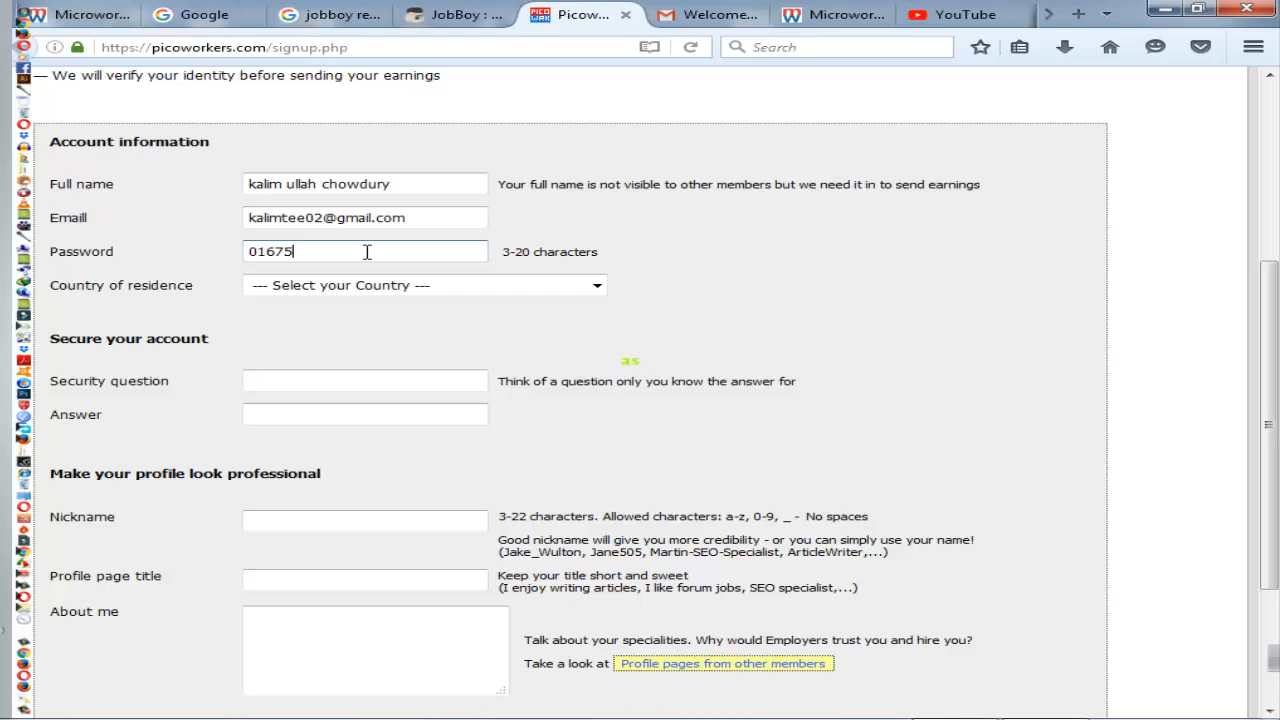 Microwor...
Google
jobboy re...
JobBoy : ...
Picow...
Welcome...
Microwor...
YouTube
https://picoworkers.com/signup.php
Search
— We will verify your identity before sending your earnings
Account information
Full name kalim ullah chowdury Your full name is not visible to other members but we need it in to send earnings
Emaill kalimtee02@gmail.com
Password 01675 3-20 characters
Country of residence --- Select your Country ---
Secure your account
as
Security question Think of a question only you know the answer for
Answer
Make your profile look professional
Nickname 3-22 characters. Allowed characters: a-z, 0-9, _ - No spaces
Good nickname will give you more credibility - or you can simply use your name!
(Jake_Wulton, Jane505, Martin-SEO-Specialist, ArticleWriter,...)
Profile page title Keep your title short and sweet
(I enjoy writing articles, I like forum jobs, SEO specialist,...)
About me
Talk about your specialities. Why would Employers trust you and hire you?
Take a look at Profile pages from other members